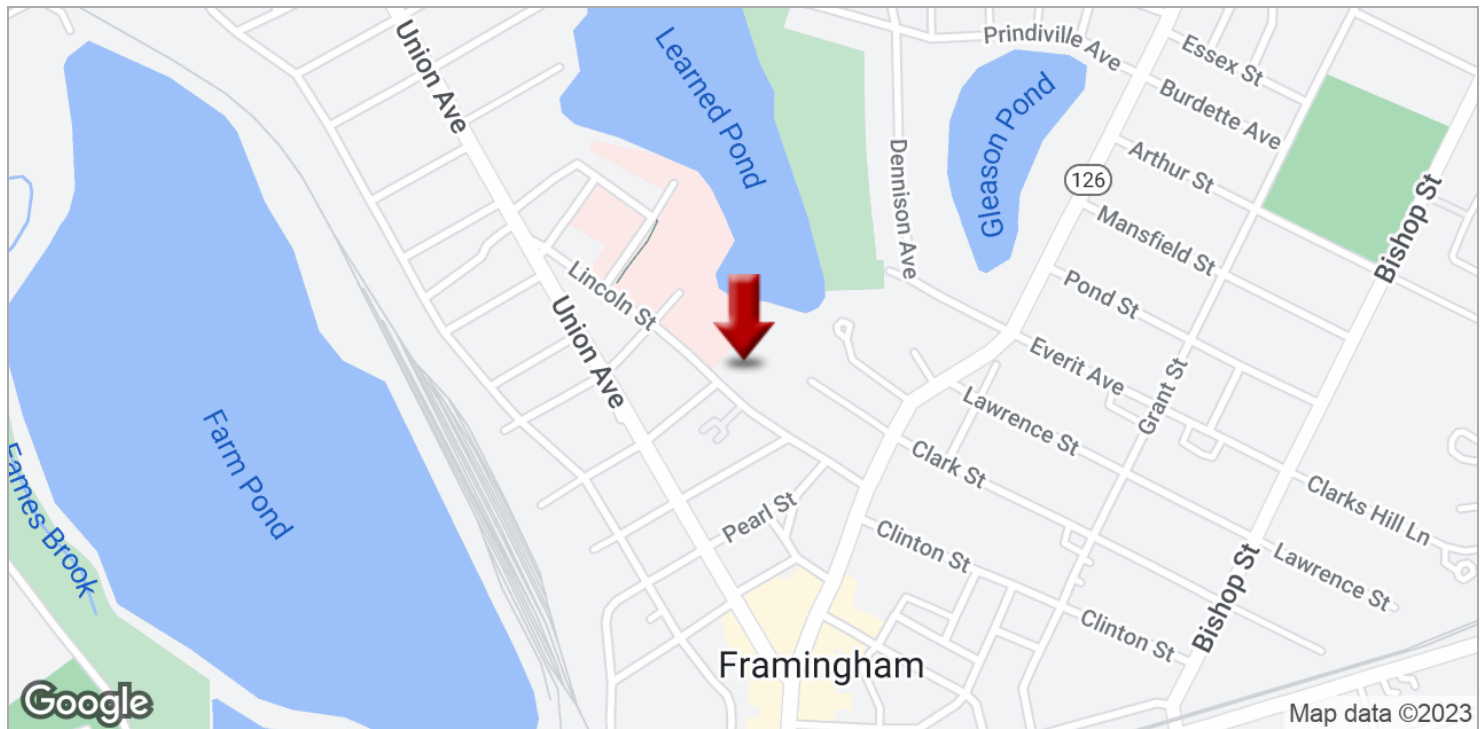 Union Ave
Learned Pond
Prindiville Ave
Essex St
Burdette Ave
Gleason Pond
Dennison Ave
126
Arthur St
Bishop St
Mansfield St
Lincoln St
Union Ave
Pond St
Everit Ave
Grant St
Farm Pond
Lawrence St
Clark St
Eames Brook
Pearl St
Clarks Hill Ln
Clinton St
Lawrence St
Bishop St
Clinton St
Framingham
Google
Map data ©2023